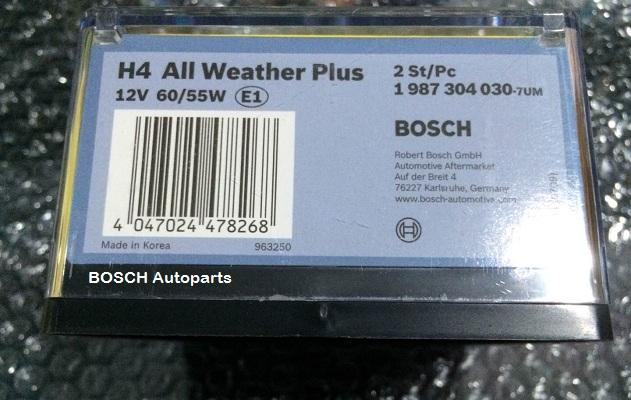 H4 All Weather Plus
12V 60/55W E1
2 St/Pc
1 987 304 030-7UM
BOSCH
Robert Bosch GmbH
Automotive Aftermarket
Auf der Breit 4
76227 Karlsruhe, Germany
www.bosch-automotive.com
4 047024 478268
Made in Korea
963250
BOSCH Autoparts